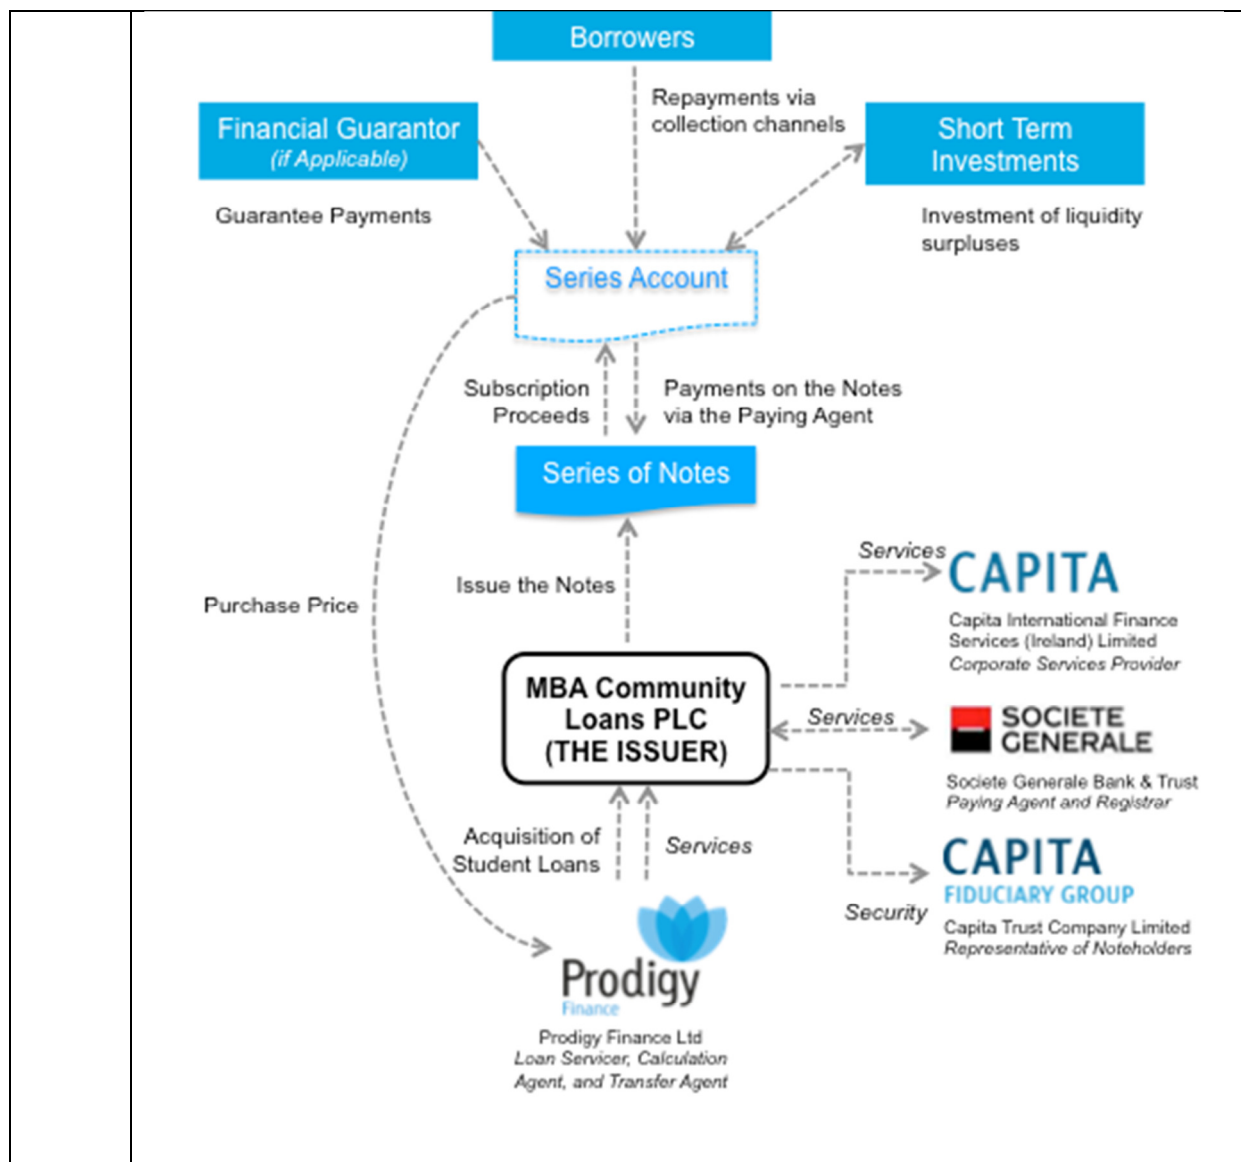 Borrowers
Repayments via
collection channels
Financial Guarantor
(if Applicable)
Short Term
Investments
Guarantee Payments
Investment of liquidity
surpluses
Series Account
Subscription
Proceeds
Payments on the Notes
via the Paying Agent
Series of Notes
Issue the Notes
Purchase Price
Services
CAPITA
Capita International Finance
Services (Ireland) Limited
Corporate Services Provider
MBA Community
Loans PLC
(THE ISSUER)
Services
SOCIETE
GENERALE
Societe Generale Bank & Trust
Paying Agent and Registrar
Acquisition of
Student Loans
Services
CAPITA
FIDUCIARY GROUP
Security
Capita Trust Company Limited
Representative of Noteholders
Prodigy
Finance
Prodigy Finance Ltd
Loan Servicer, Calculation
Agent, and Transfer Agent